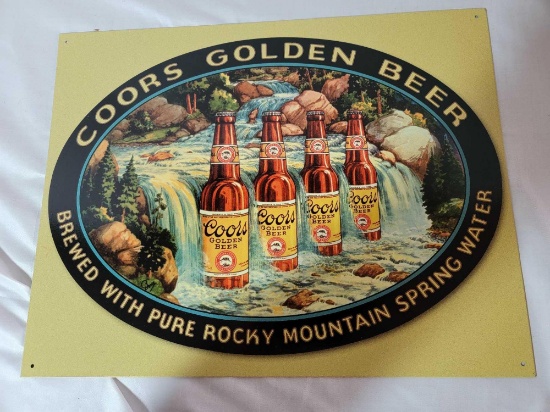 COORS GOLDEN BEER
Coors
GOLDEN
BEER
Coors
GOLDEN
BEER
Coors
GOLDEN
BEER
Coors
GOLDEN
BEER
BREWED WITH PURE ROCKY MOUNTAIN SPRING WATER